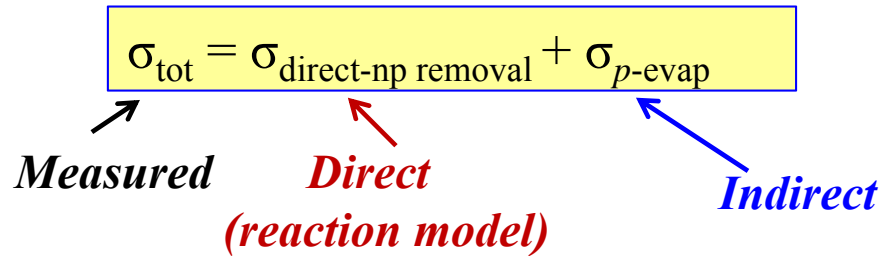 σtot = σdirect-np removal + σp-evap
Measured Direct Indirect
(reaction model)